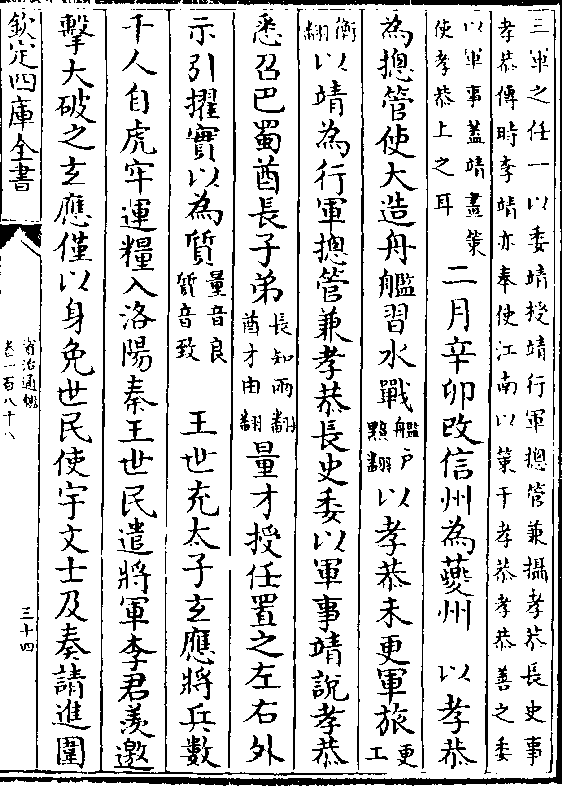 三軍之任一以委靖授靖行軍總管兼攝孝恭長史事
孝恭傳時李靖亦奉使江南以策干孝恭孝恭善之委
以軍事葢靖畫策
使孝恭上之耳
二月辛卯改信州為夔州 以孝恭
為摠管使大造舟艦習水戰
艦戶
黯翻
以孝恭未更軍旅
更工
衡翻
以靖為行軍摠管兼孝恭長史委以軍事靖說孝恭
悉召巴蜀酋長子弟
長知兩翻
酋才由翻
量才授任置之左右外
示引擢實以為質
量音良
質音致
王世充太子玄應將兵數
千人自虎牢運糧入洛陽秦王世民遣將軍李君羨邀
擊大破之玄應僅以身免世民使宇文士及奏請進圍
欽定四庫全書
資治通鑑
卷一百八十八
三十四